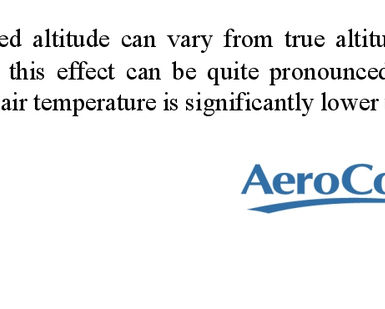 ed altitude can vary from true altitu
this effect can be quite pronounced
air temperature is significantly lower
AeroCo